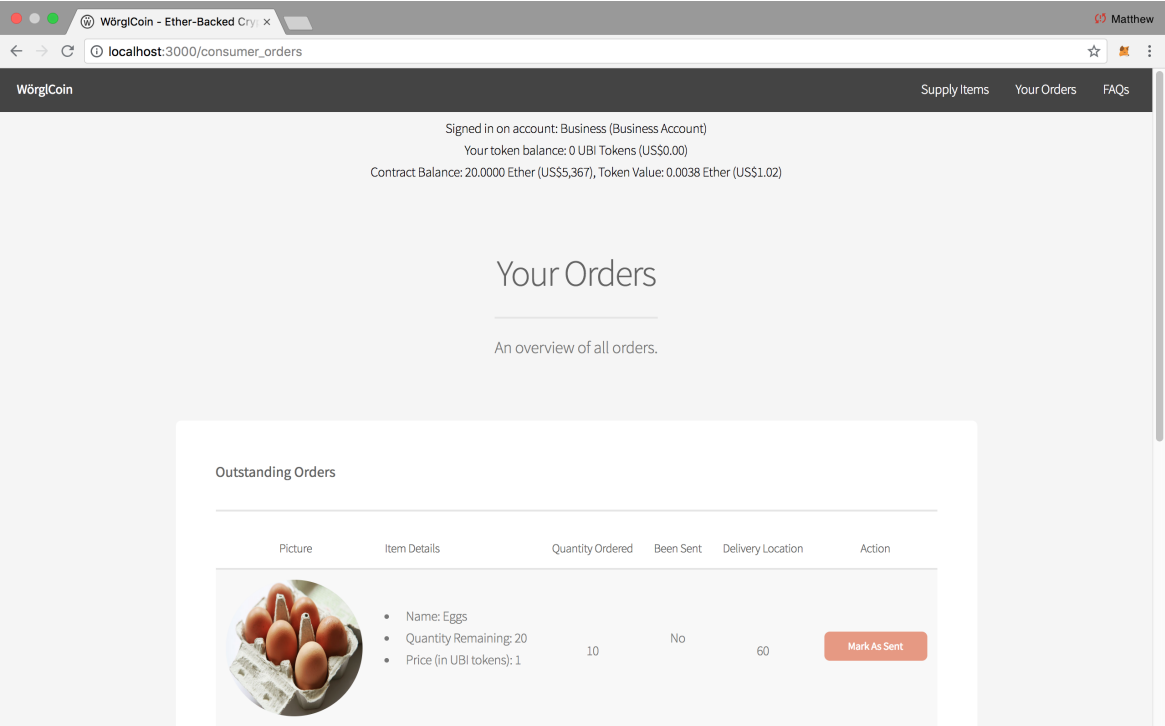 WörglCoin - Ether-Backed Cry
Matthew
localhost:3000/consumer_orders
WörglCoin Supply Items Your Orders FAQs
Signed in on account: Business (Business Account)
Your token balance: 0 UBI Tokens (US$0.00)
Contract Balance: 20.0000 Ether (US$5,367), Token Value: 0.0038 Ether (US$1.02)
Your Orders
An overview of all orders.
Outstanding Orders
Picture Item Details Quantity Ordered Been Sent Delivery Location Action
Name: Eggs
Quantity Remaining: 20
Price (in UBI tokens): 1
10
No
60
Mark As Sent